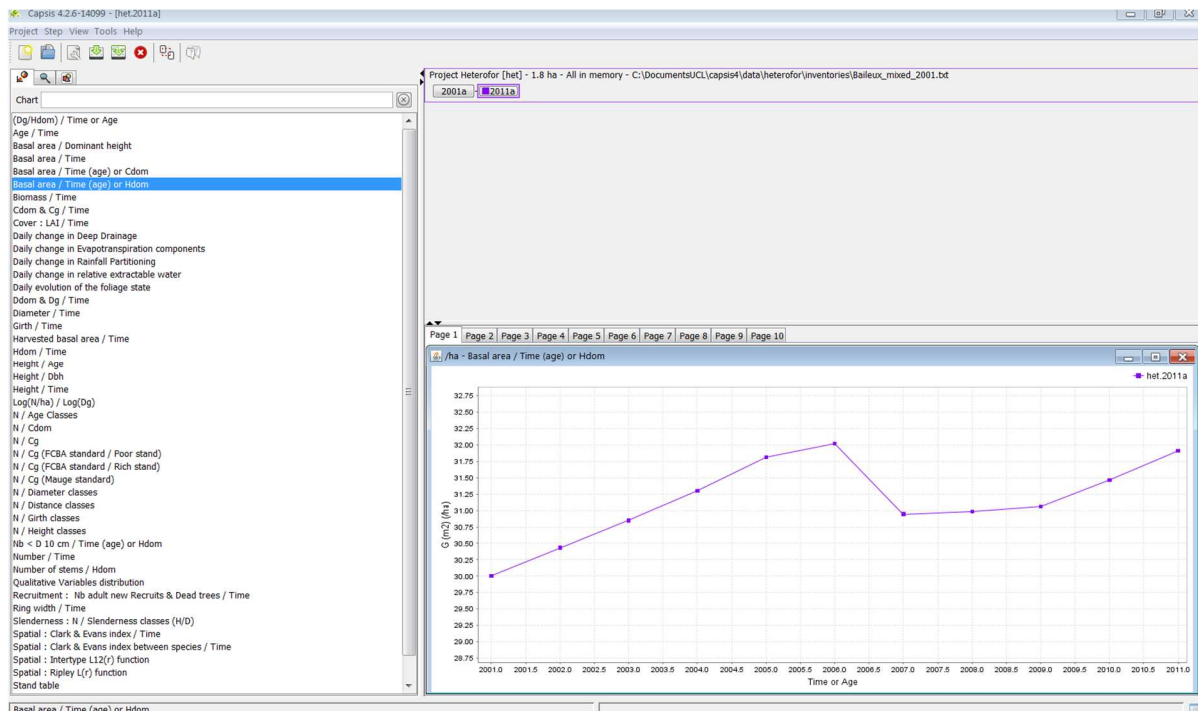 Capsis 4.2.6-14099 - [het.2011a]
Project Step View Tools Help
Chart
(Dg/Hdom) / Time or Age
Age / Time
Basal area / Dominant height
Basal area / Time
Basal area / Time (age) or Cdom
Basal area / Time (age) or Hdom
Biomass / Time
Cdom & Cg / Time
Cover : LAI / Time
Daily change in Deep Drainage
Daily change in Evapotranspiration components
Daily change in Rainfall Partitioning
Daily change in relative extractable water
Daily evolution of the foliage state
Ddom & Dg / Time
Diameter / Time
Girth / Time
Harvested basal area / Time
Hdom / Time
Height / Age
Height / Dbh
Height / Time
Log(N/ha) / Log(Dg)
N / Age Classes
N / Cdom
N / Cg
N / Cg (FCBA standard / Poor stand)
N / Cg (FCBA standard / Rich stand)
N / Cg (Mauge standard)
N / Diameter classes
N / Distance classes
N / Girth classes
N / Height classes
Nb < D 10 cm / Time (age) or Hdom
Number / Time
Number of stems / Hdom
Qualitative Variables distribution
Recruitment : Nb adult new Recruits & Dead trees / Time
Ring width / Time
Slenderness : N / Slenderness classes (H/D)
Spatial : Clark & Evans index / Time
Spatial : Clark & Evans index between species / Time
Spatial : Intertype L12(r) function
Spatial : Ripley L(r) function
Stand table
Basal area / Time (age) or Hdom
Project Heterofor [het] - 1.8 ha - All in memory - C:\DocumentsUCL\capsis4\data\heterofor\inventories\Baileux_mixed_2001.txt
2001a 2011a
Page 1 Page 2 Page 3 Page 4 Page 5 Page 6 Page 7 Page 8 Page 9 Page 10
/ha - Basal area / Time (age) or Hdom
het.2011a
32.75
32.50
32.25
32.00
31.75
31.50
31.25
31.00
30.75
30.50
30.25
30.00
29.75
29.50
29.25
29.00
28.75
G (m2) (/ha)
2001.0 2001.5 2002.0 2002.5 2003.0 2003.5 2004.0 2004.5 2005.0 2005.5 2006.0 2006.5 2007.0 2007.5 2008.0 2008.5 2009.0 2009.5 2010.0 2010.5 2011.0
Time or Age